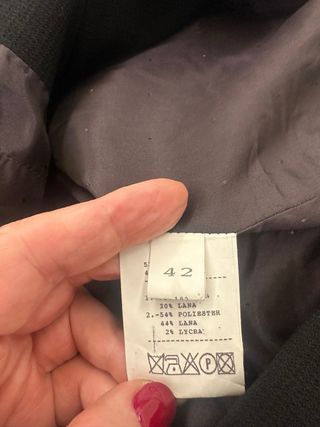 42
30% LANA
2.-54% POLIESTER
44% LANA
2% LYCRA
P